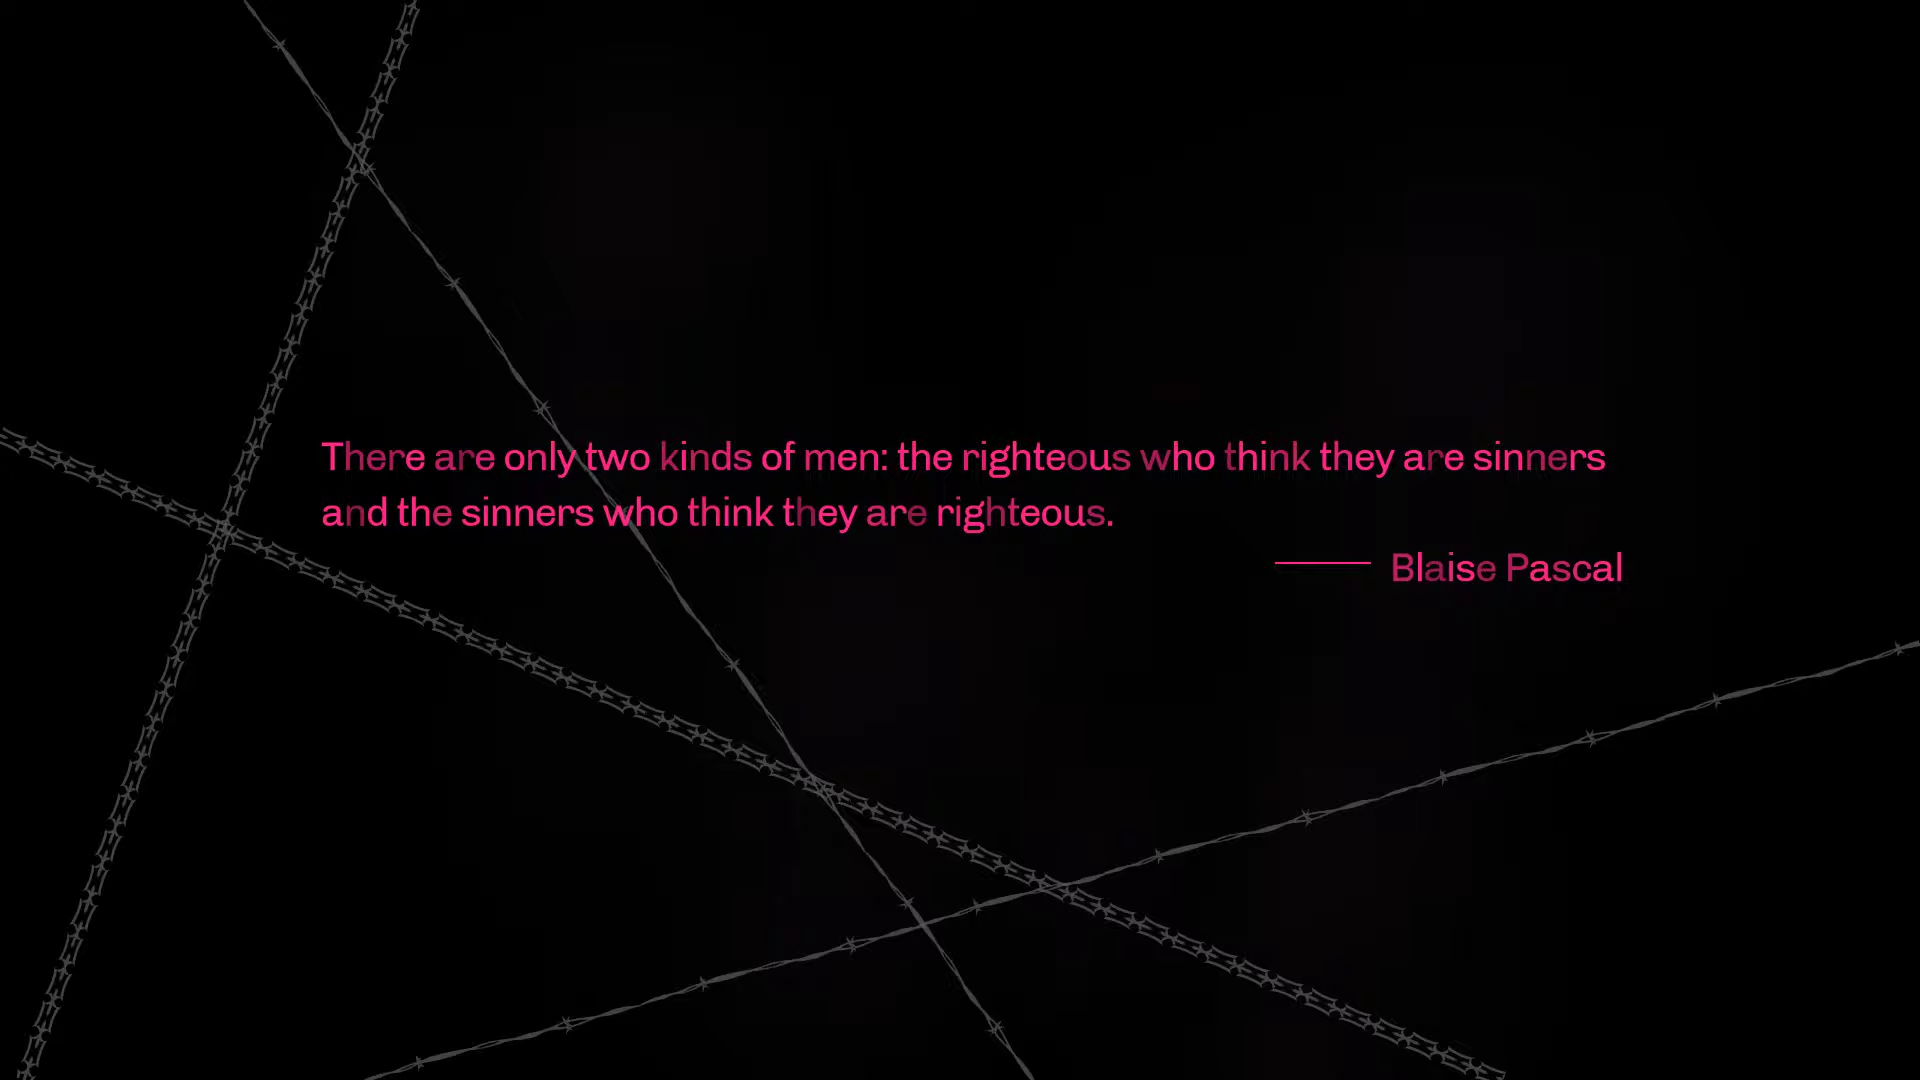 There are only two kinds of men: the righteous who think they are sinners
and the sinners who think they are righteous.
Blaise Pascal